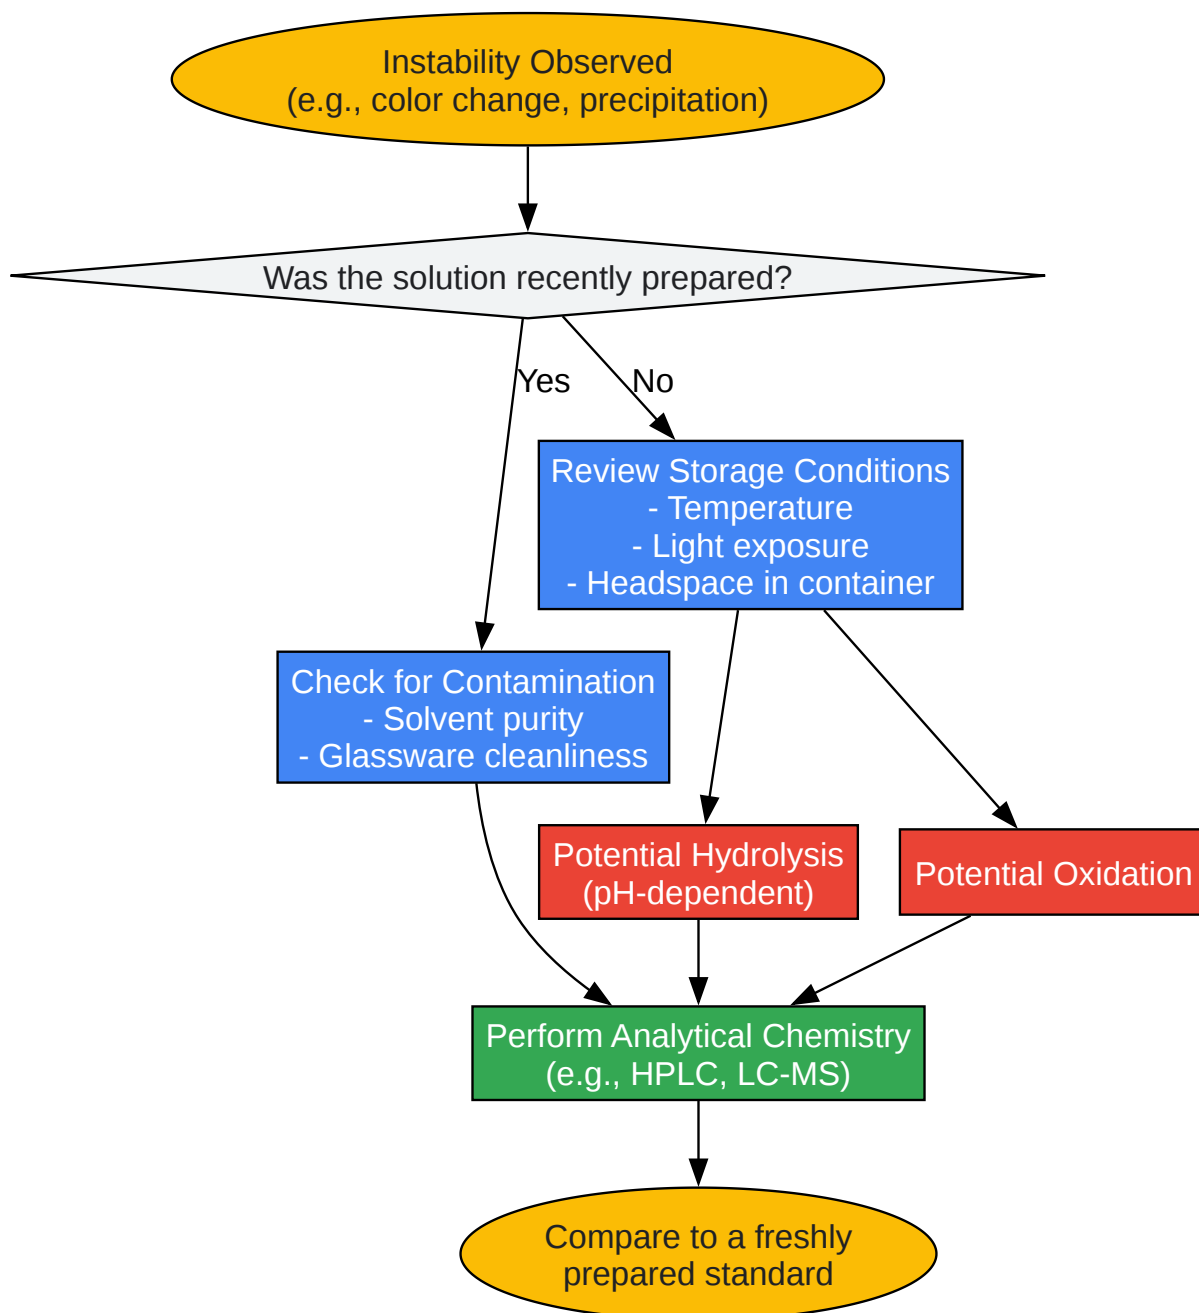 Instability Observed
(e.g., color change, precipitation)
Was the solution recently prepared?
Yes
No
Review Storage Conditions
- Temperature
- Light exposure
- Headspace in container
Check for Contamination
- Solvent purity
- Glassware cleanliness
Potential Hydrolysis
(pH-dependent)
Potential Oxidation
Perform Analytical Chemistry
(e.g., HPLC, LC-MS)
Compare to a freshly
prepared standard